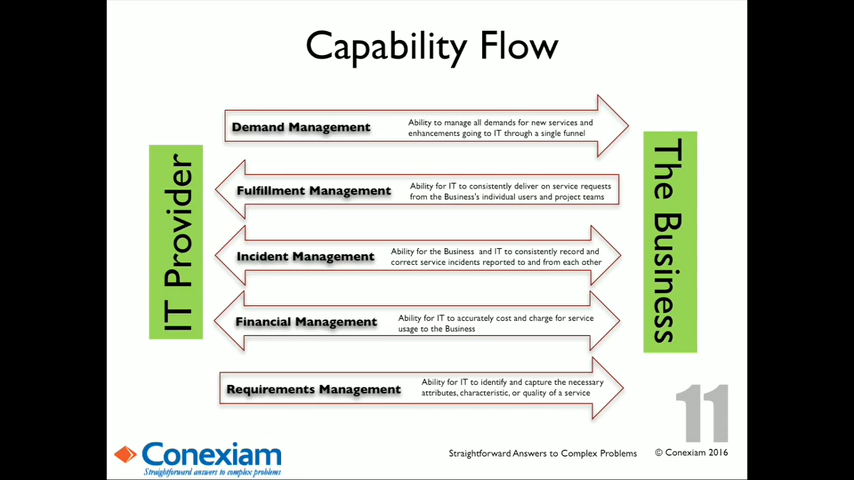 Capability Flow
IT Provider
The Business
Demand Management
Ability to manage all demands for new services and
enhancements going to IT through a single funnel
Fulfillment Management
Ability for IT to consistently deliver on service requests
from the Business's individual users and project teams
Incident Management
Ability for the Business and IT to consistently record and
correct service incidents reported to and from each other
Financial Management
Ability for IT to accurately cost and charge for service
usage to the Business
Requirements Management
Ability for IT to identify and capture the necessary
attributes, characteristic, or quality of a service
11
Conexiam
Straightforward answers to complex problems
Straightforward Answers to Complex Problems
© Conexiam 2016